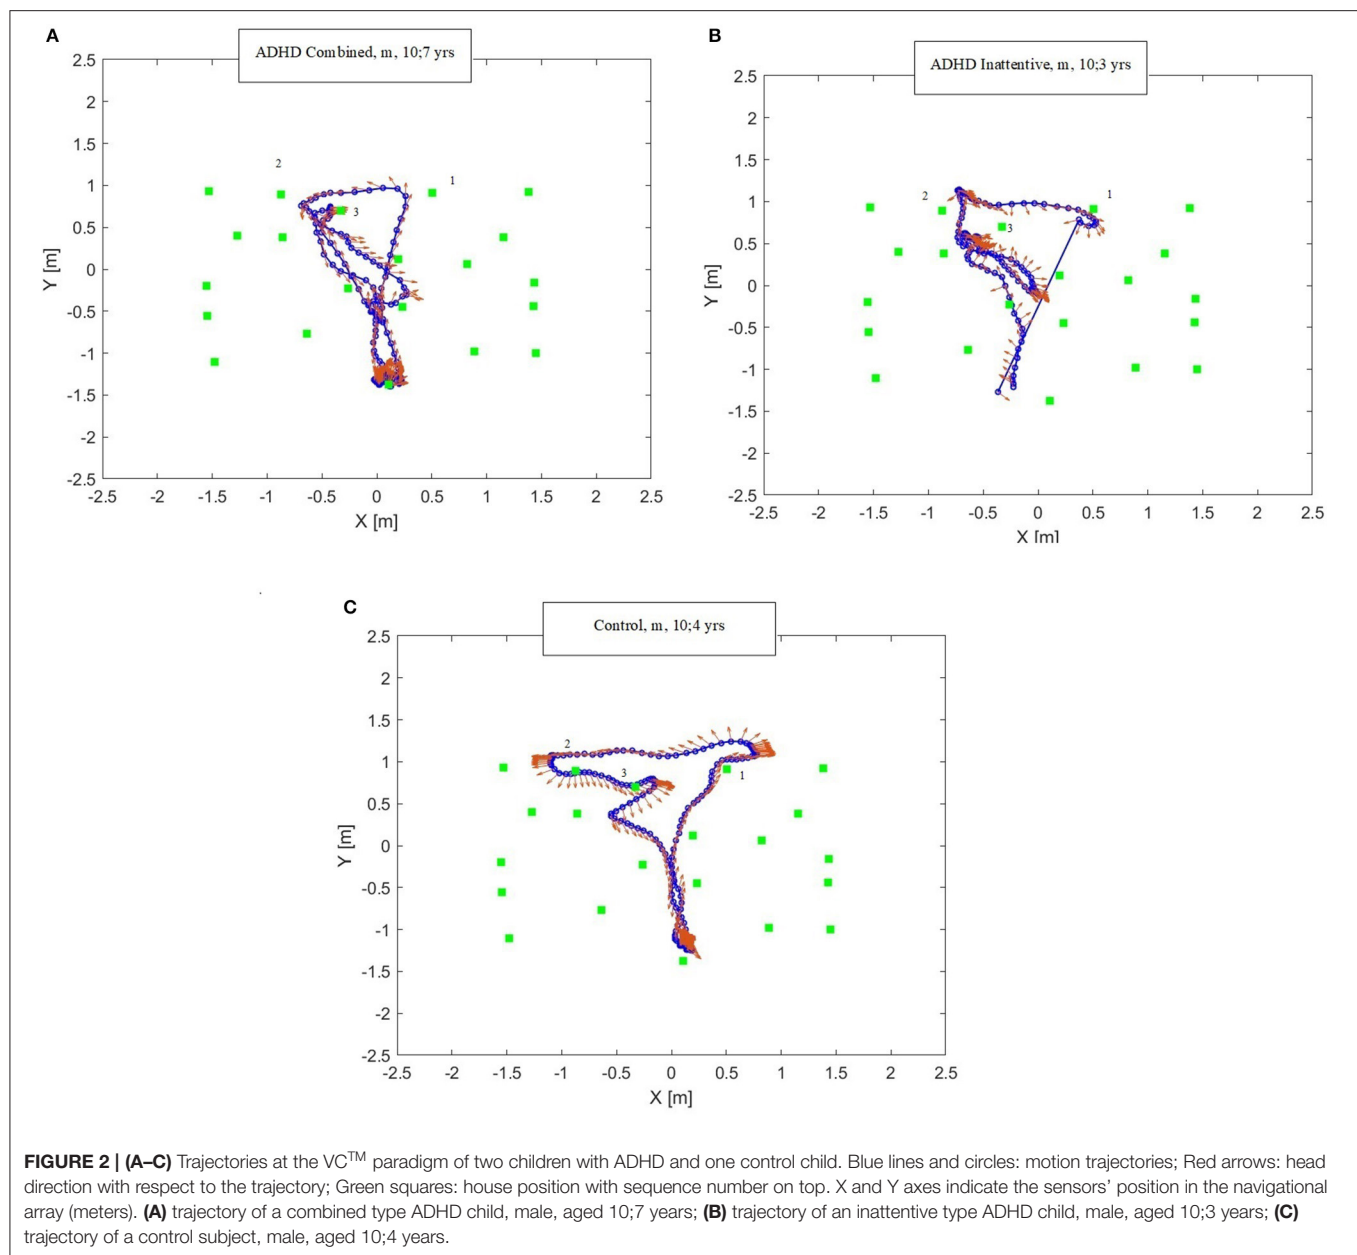 A
ADHD Combined, m, 10;7 yrs
2.5
2
1.5
1
0.5
0
-0.5
-1
-1.5
-2
-2.5
Y [m]
2
1
3
-2.5 -2 -1.5 -1 -0.5 0 0.5 1 1.5 2 2.5
X [m]
B
ADHD Inattentive, m, 10;3 yrs
2.5
2
1.5
1
0.5
0
-0.5
-1
-1.5
-2
-2.5
Y [m]
2
1
3
-2.5 -2 -1.5 -1 -0.5 0 0.5 1 1.5 2 2.5
X [m]
C
Control, m, 10;4 yrs
2.5
2
1.5
1
0.5
0
-0.5
-1
-1.5
-2
-2.5
Y [m]
2
3
1
-2.5 -2 -1.5 -1 -0.5 0 0.5 1 1.5 2 2.5
X [m]
FIGURE 2 | (A–C) Trajectories at the VC™ paradigm of two children with ADHD and one control child. Blue lines and circles: motion trajectories; Red arrows: head
direction with respect to the trajectory; Green squares: house position with sequence number on top. X and Y axes indicate the sensors' position in the navigational
array (meters). (A) trajectory of a combined type ADHD child, male, aged 10;7 years; (B) trajectory of an inattentive type ADHD child, male, aged 10;3 years; (C)
trajectory of a control subject, male, aged 10;4 years.